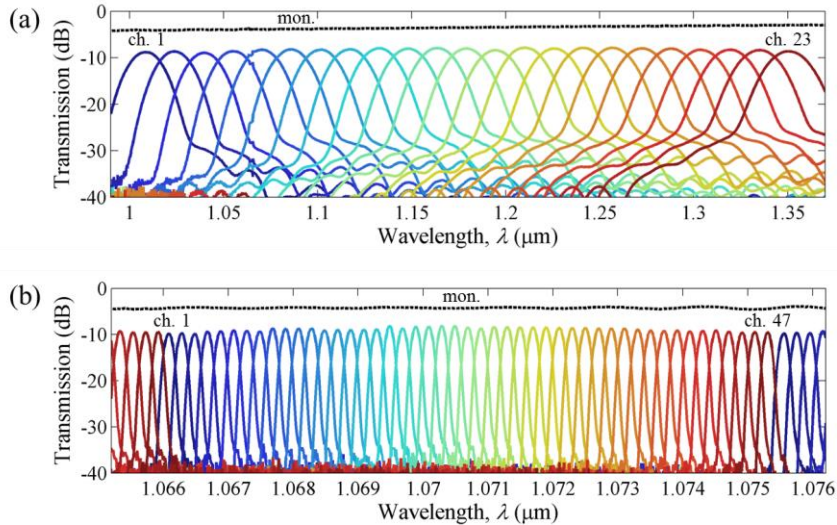 (a)
0
mon.
ch. 1
ch. 23
-10
-20
-30
-40
Transmission (dB)
1
1.05
1.1
1.15
1.2
1.25
1.3
1.35
Wavelength, λ (μm)
(b)
0
mon.
ch. 1
ch. 47
-10
-20
-30
-40
Transmission (dB)
1.066
1.067
1.068
1.069
1.07
1.071
1.072
1.073
1.074
1.075
1.076
Wavelength, λ (μm)